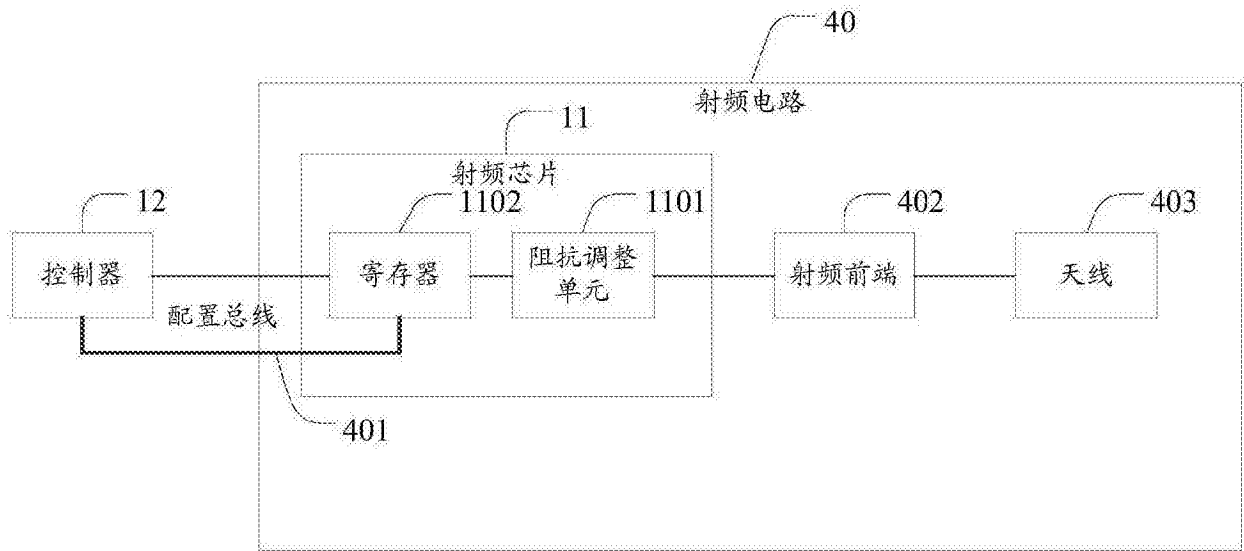 40
射频电路
11
射频芯片
12
1102
1101
402
403
控制器
寄存器
阻抗调整
单元
射频前端
天线
配置总线
401